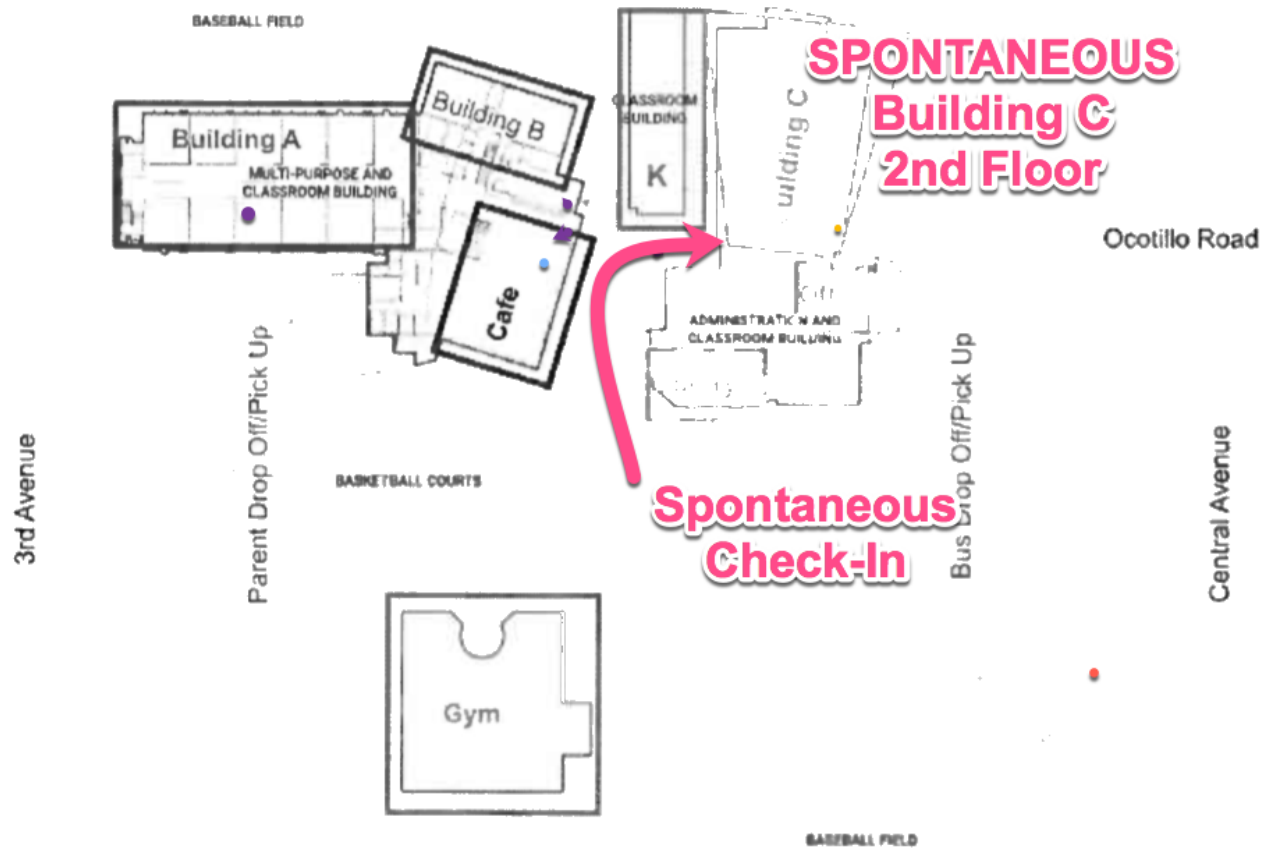 BASEBALL FIELD
SPONTANEOUS
Building C
2nd Floor
Building B
CLASSROOM
BUILDING
Building A
MULTI-PURPOSE AND
CLASSROOM BUILDING
K
uilding C
Ocotillo Road
Cafe
ADMINISTRATION AND
CLASSROOM BUILDING
Parent Drop Off/Pick Up
Bus Drop Off/Pick Up
3rd Avenue
Central Avenue
BASKETBALL COURTS
Spontaneous
Check-In
Gym
BASEBALL FIELD